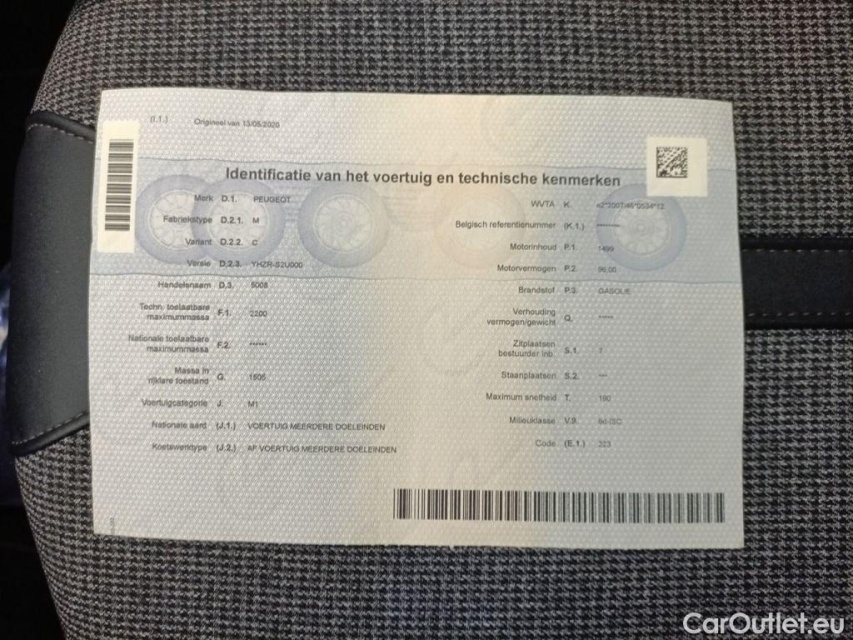 (I.1.) Origineel van 13/05/2020
Identificatie van het voertuig en technische kenmerken
Merk D.1. PEUGEOT
Fabriekstype D.2.1. M
Variant D.2.2. C
Versie D.2.3. YHZR-S2U000
Handelsnaam D.3. 5008
Techn. toelaatbare
maximummassa F.1. 2200
Nationale toelaatbare
maximummassa F.2. ******
Massa in
rijklare toestand G. 1505
Voertuigcategorie J. M1
Nationale aard (J.1.) VOERTUIG MEERDERE DOELEINDEN
Koetswerktype (J.2.) AF VOERTUIG MEERDERE DOELEINDEN
WVTA K.
Belgisch referentienummer (K.1.)
Motorinhoud P.1. 1499
Motorvermogen P.2. 96,00
Brandstof P.3. GASOLIE
Verhouding
vermogen/gewicht Q. *****
Zitplaatsen
bestuurder inb. S.1. 7
Staanplaatsen S.2. ***
Maximum snelheid T. 190
Milieuklasse V.9. 6d-ISC
Code (E.1.) 223
CarOutlet.eu